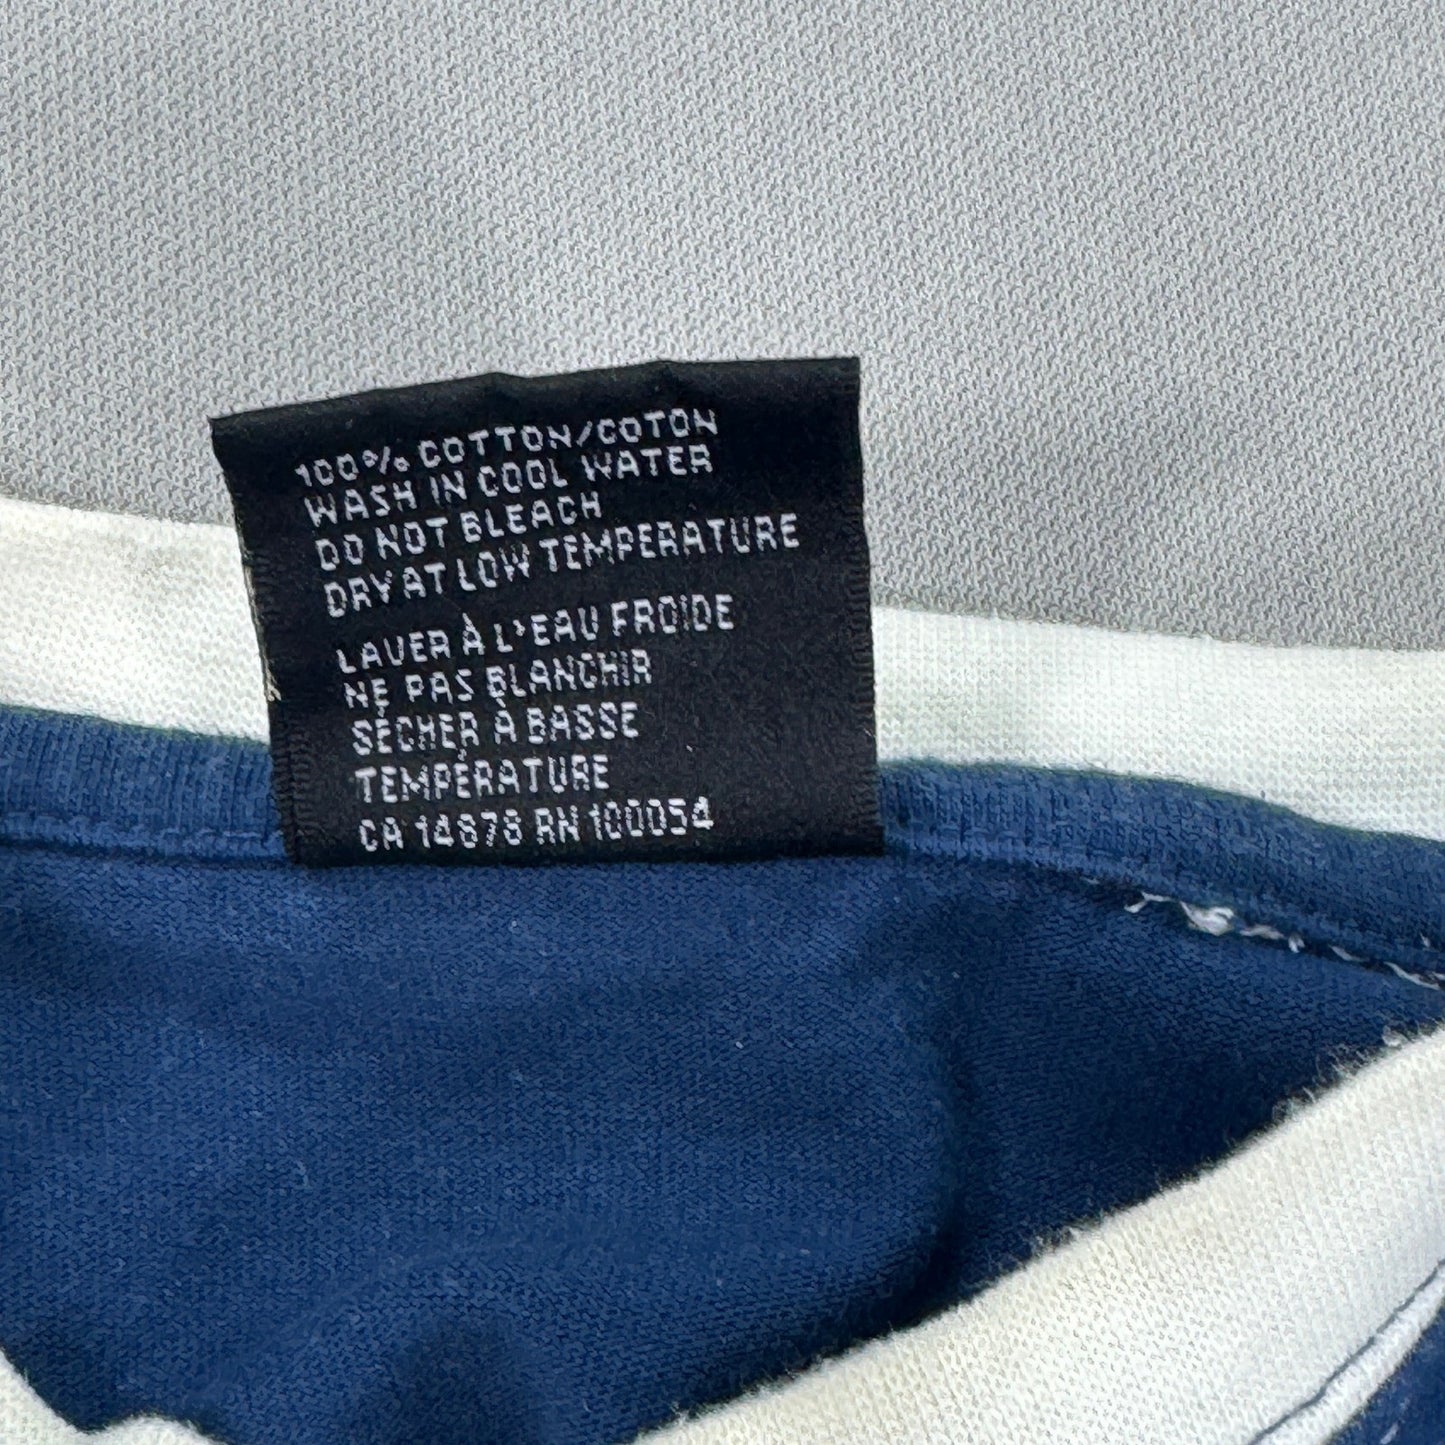 100% COTTON/COTON
WASH IN COOL WATER
DO NOT BLEACH
DRY AT LOW TEMPERATURE
LAVER À L'EAU FROIDE
NE PAS BLANCHIR
SÉCHER À BASSE
TEMPÉRATURE
CA 14878 RN 100054